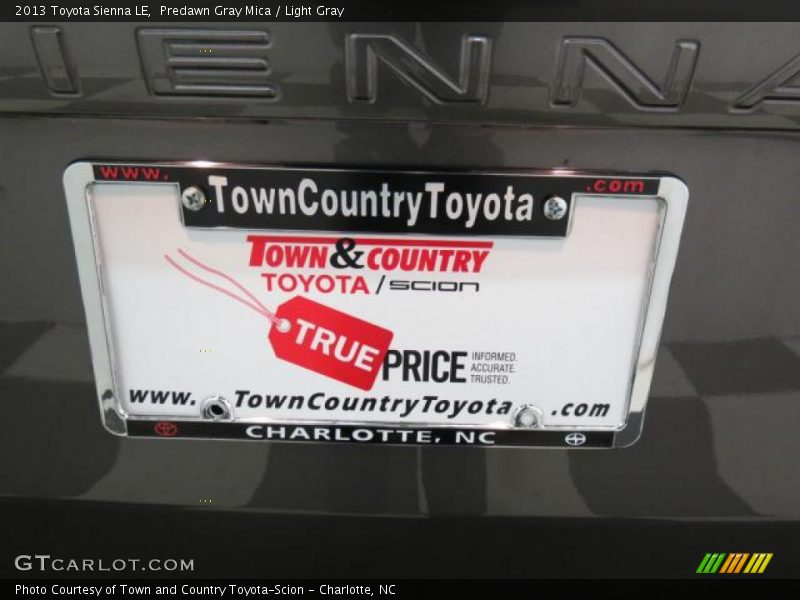 2013 Toyota Sienna LE, Predawn Gray Mica / Light Gray
IENNA
www. .com
TownCountryToyota
TOWN & COUNTRY
TOYOTA / SCION
TRUE PRICE
INFORMED.
ACCURATE.
TRUSTED.
www. TownCountryToyota .com
CHARLOTTE, NC
GTCARLOT.COM
Photo Courtesy of Town and Country Toyota-Scion - Charlotte, NC